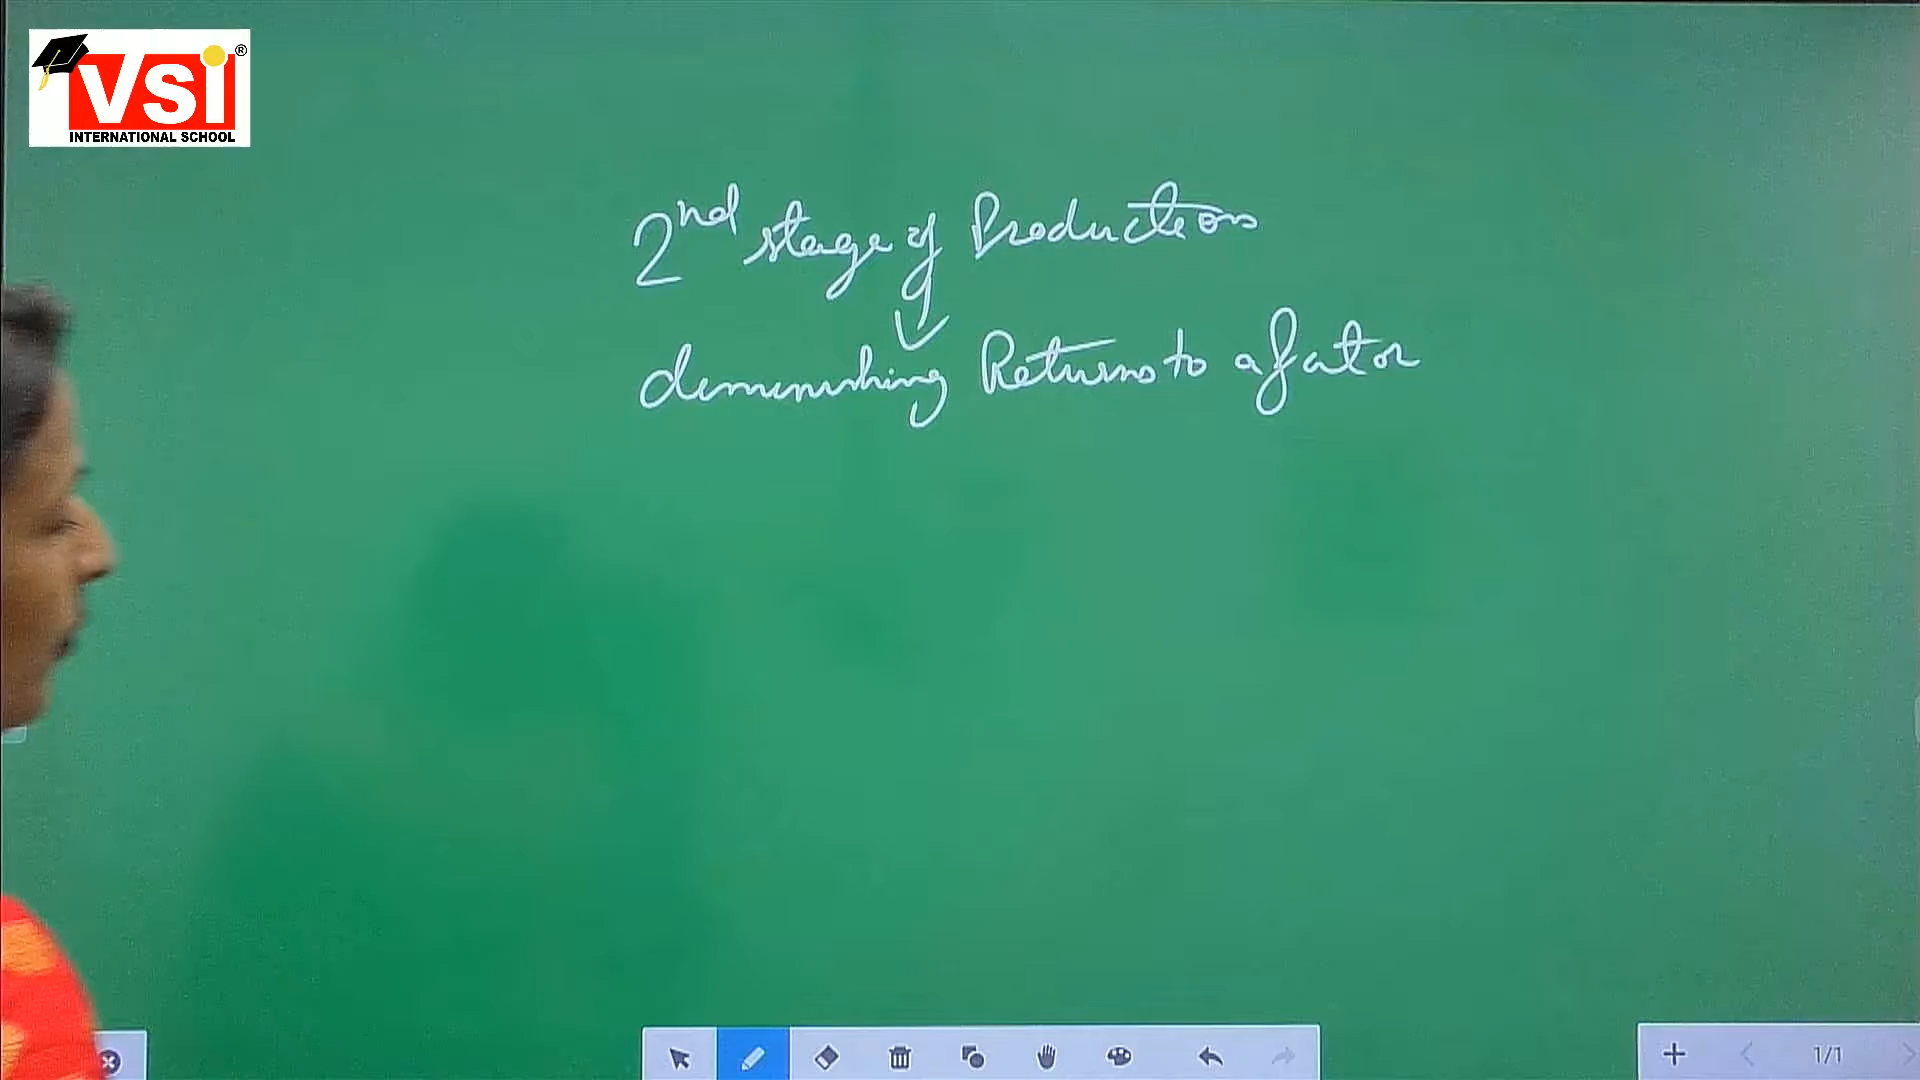 VSI®
INTERNATIONAL SCHOOL
2nd stage of Production
diminishing Returns to a factor
1/1